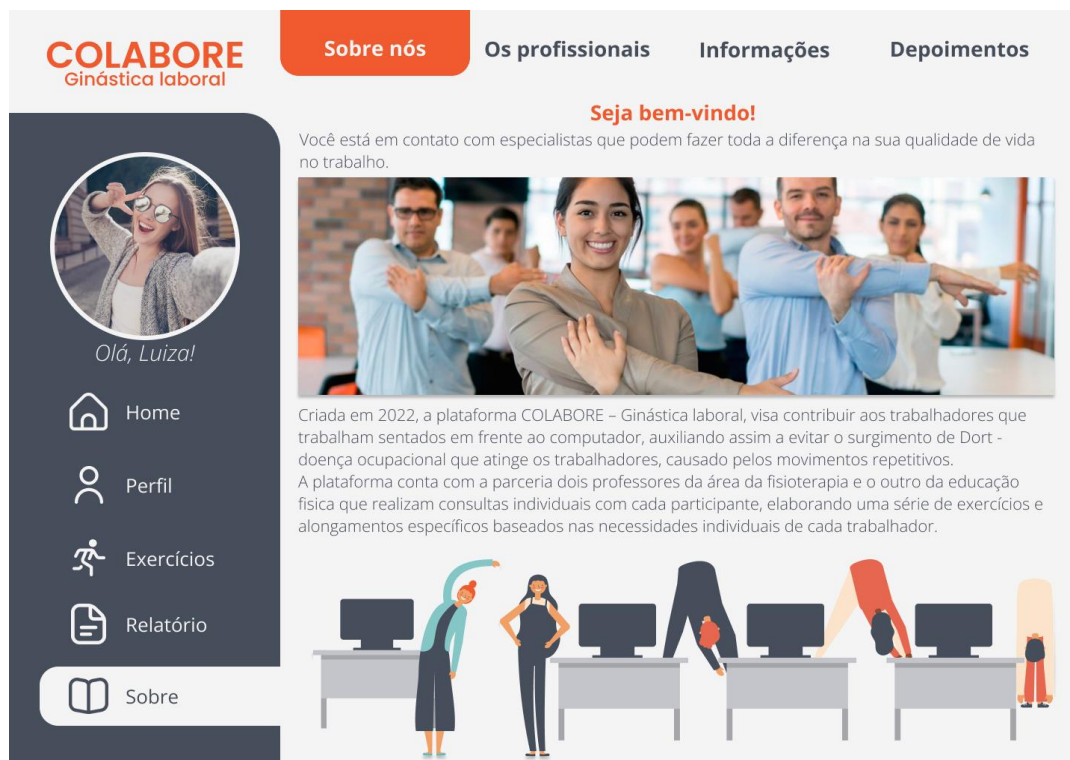 COLABORE
Ginástica laboral
Sobre nós
Os profissionais
Informações
Depoimentos
Olá, Luiza!
Home
Perfil
Exercícios
Relatório
Sobre
Seja bem-vindo!
Você está em contato com especialistas que podem fazer toda a diferença na sua qualidade de vida
no trabalho.
Criada em 2022, a plataforma COLABORE – Ginástica laboral, visa contribuir aos trabalhadores que
trabalham sentados em frente ao computador, auxiliando assim a evitar o surgimento de Dort -
doença ocupacional que atinge os trabalhadores, causado pelos movimentos repetitivos.
A plataforma conta com a parceria dois professores da área da fisioterapia e o outro da educação
fisica que realizam consultas individuais com cada participante, elaborando uma série de exercícios e
alongamentos específicos baseados nas necessidades individuais de cada trabalhador.